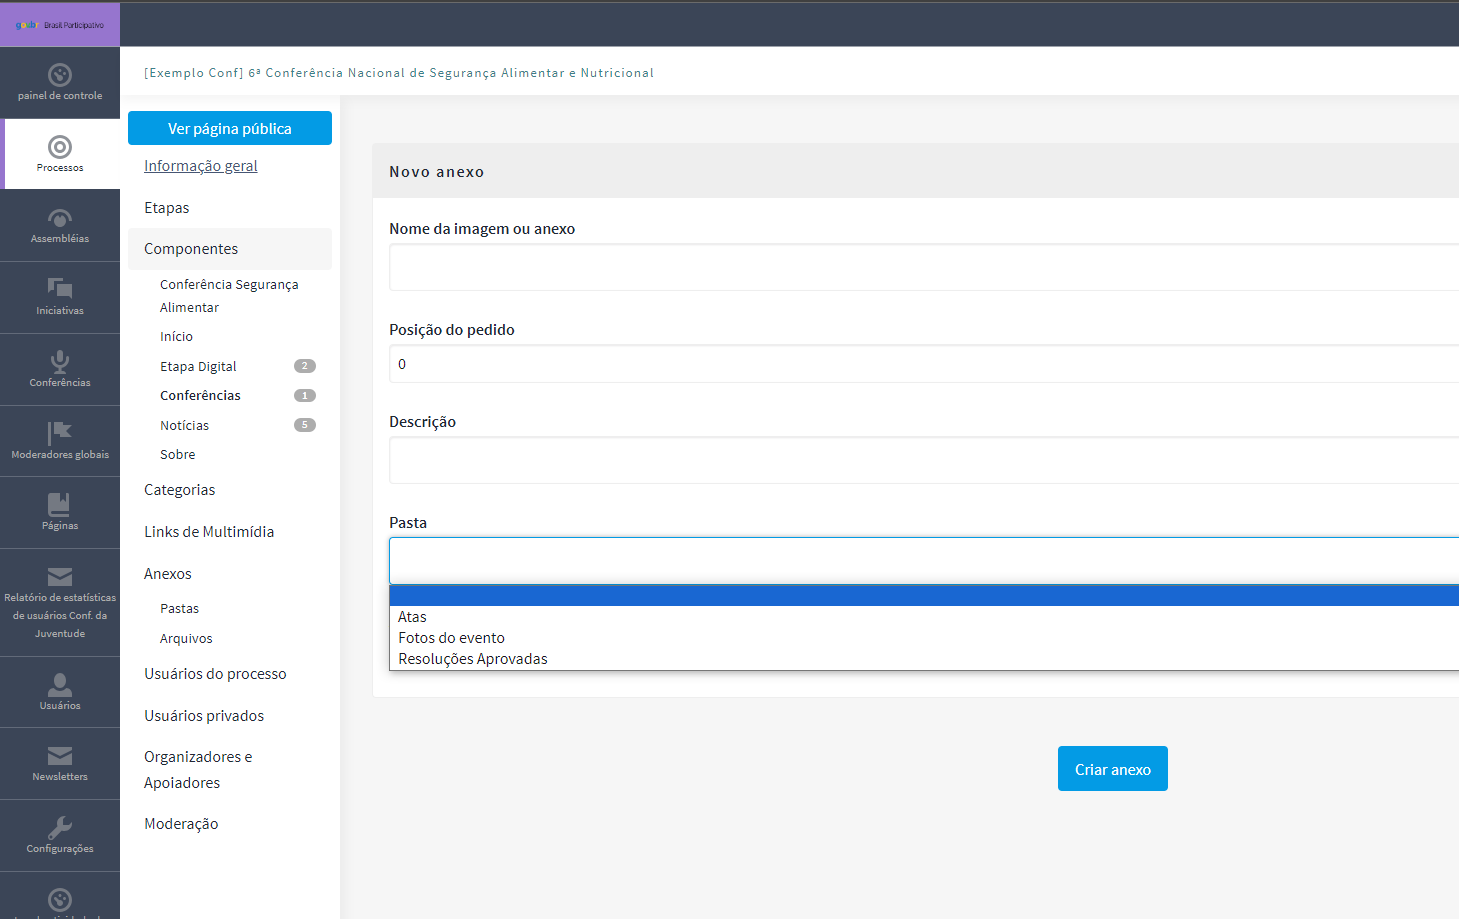 gov.br Brasil Participativo
painel de controle
Processos
Assembléias
Iniciativas
Conferências
Moderadores globais
Páginas
Relatório de estatísticas
de usuários Conf. da
Juventude
Usuários
Newsletters
Configurações
[Exemplo Conf] 6ª Conferência Nacional de Segurança Alimentar e Nutricional
Ver página pública
Informação geral
Etapas
Componentes
Conferência Segurança
Alimentar
Início
Etapa Digital 2
Conferências 1
Notícias 5
Sobre
Categorias
Links de Multimídia
Anexos
Pastas
Arquivos
Usuários do processo
Usuários privados
Organizadores e
Apoiadores
Moderação
Novo anexo
Nome da imagem ou anexo
Posição do pedido
0
Descrição
Pasta
Atas
Fotos do evento
Resoluções Aprovadas
Criar anexo